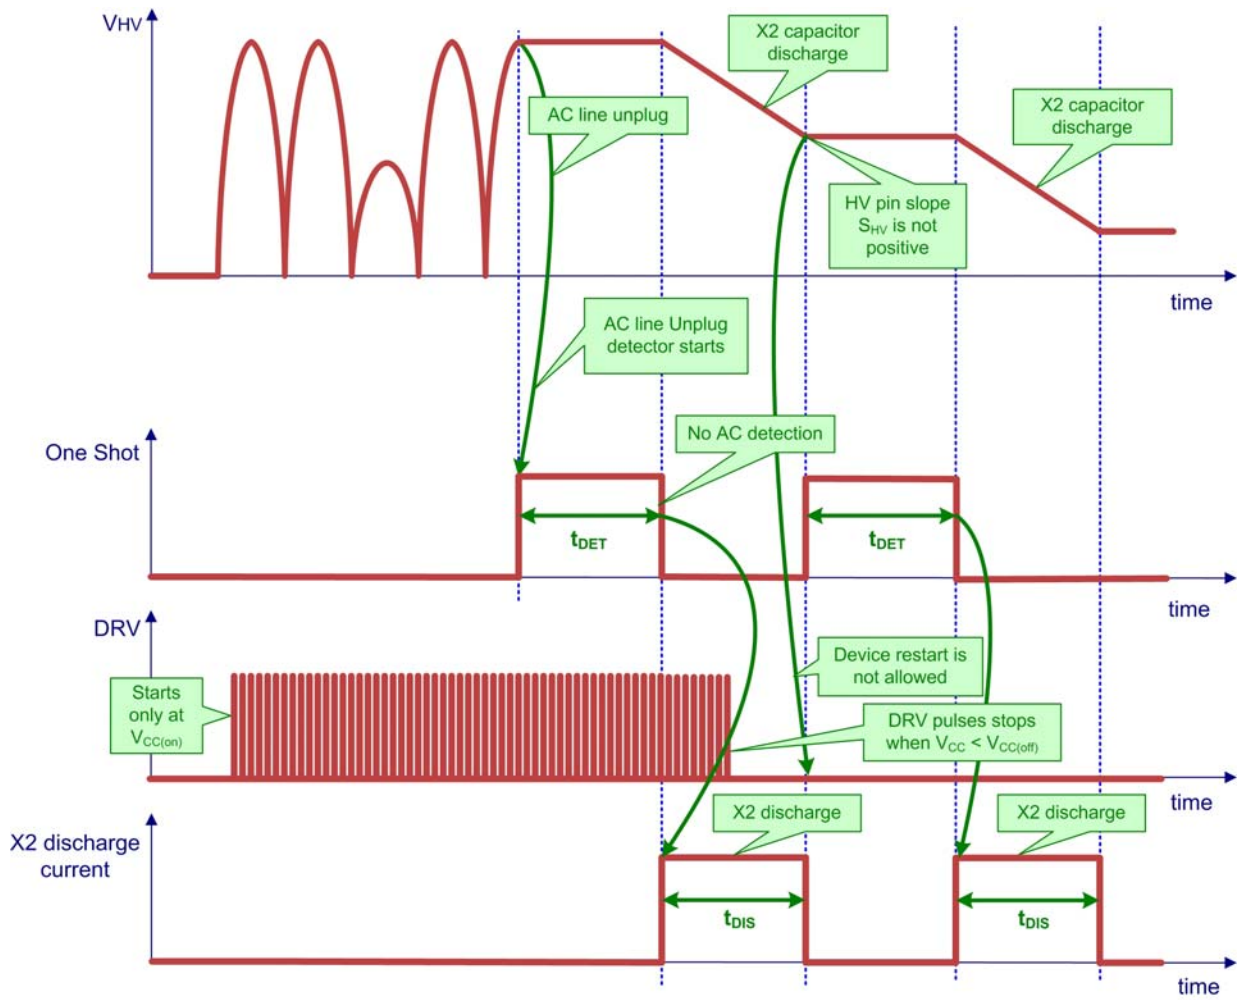 VHV
X2 capacitor
discharge
AC line unplug
X2 capacitor
discharge
HV pin slope
SHV is not
positive
time
AC line Unplug
detector starts
One Shot
No AC detection
tDET
tDET
time
DRV
Starts
only at
VCC(on)
Device restart is
not allowed
DRV pulses stops
when VCC < VCC(off)
time
X2 discharge
current
X2 discharge
X2 discharge
tDIS
tDIS
time